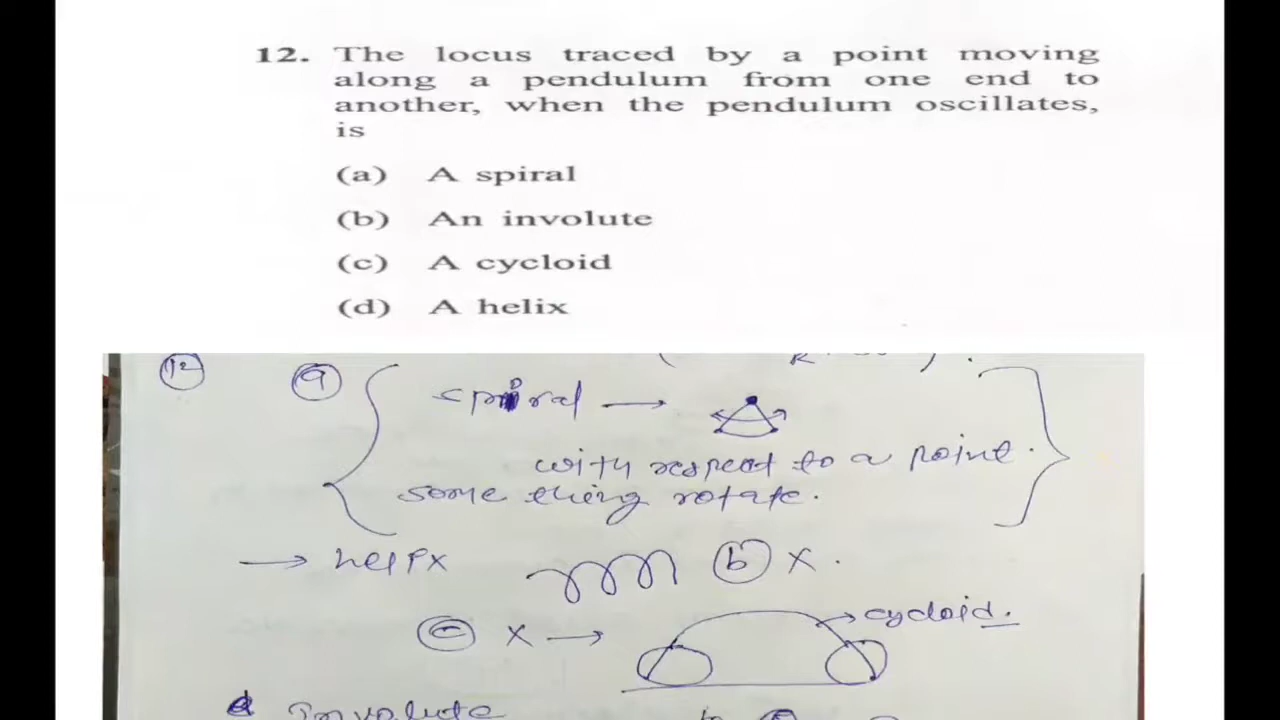 12. The locus traced by a point moving
along a pendulum from one end to
another, when the pendulum oscillates,
is
(a) A spiral
(b) An involute
(c) A cycloid
(d) A helix
12 a spiral →
with respect to a point.
some thing rotate.
→ helix b x.
c x → → cycloid.
d Involute